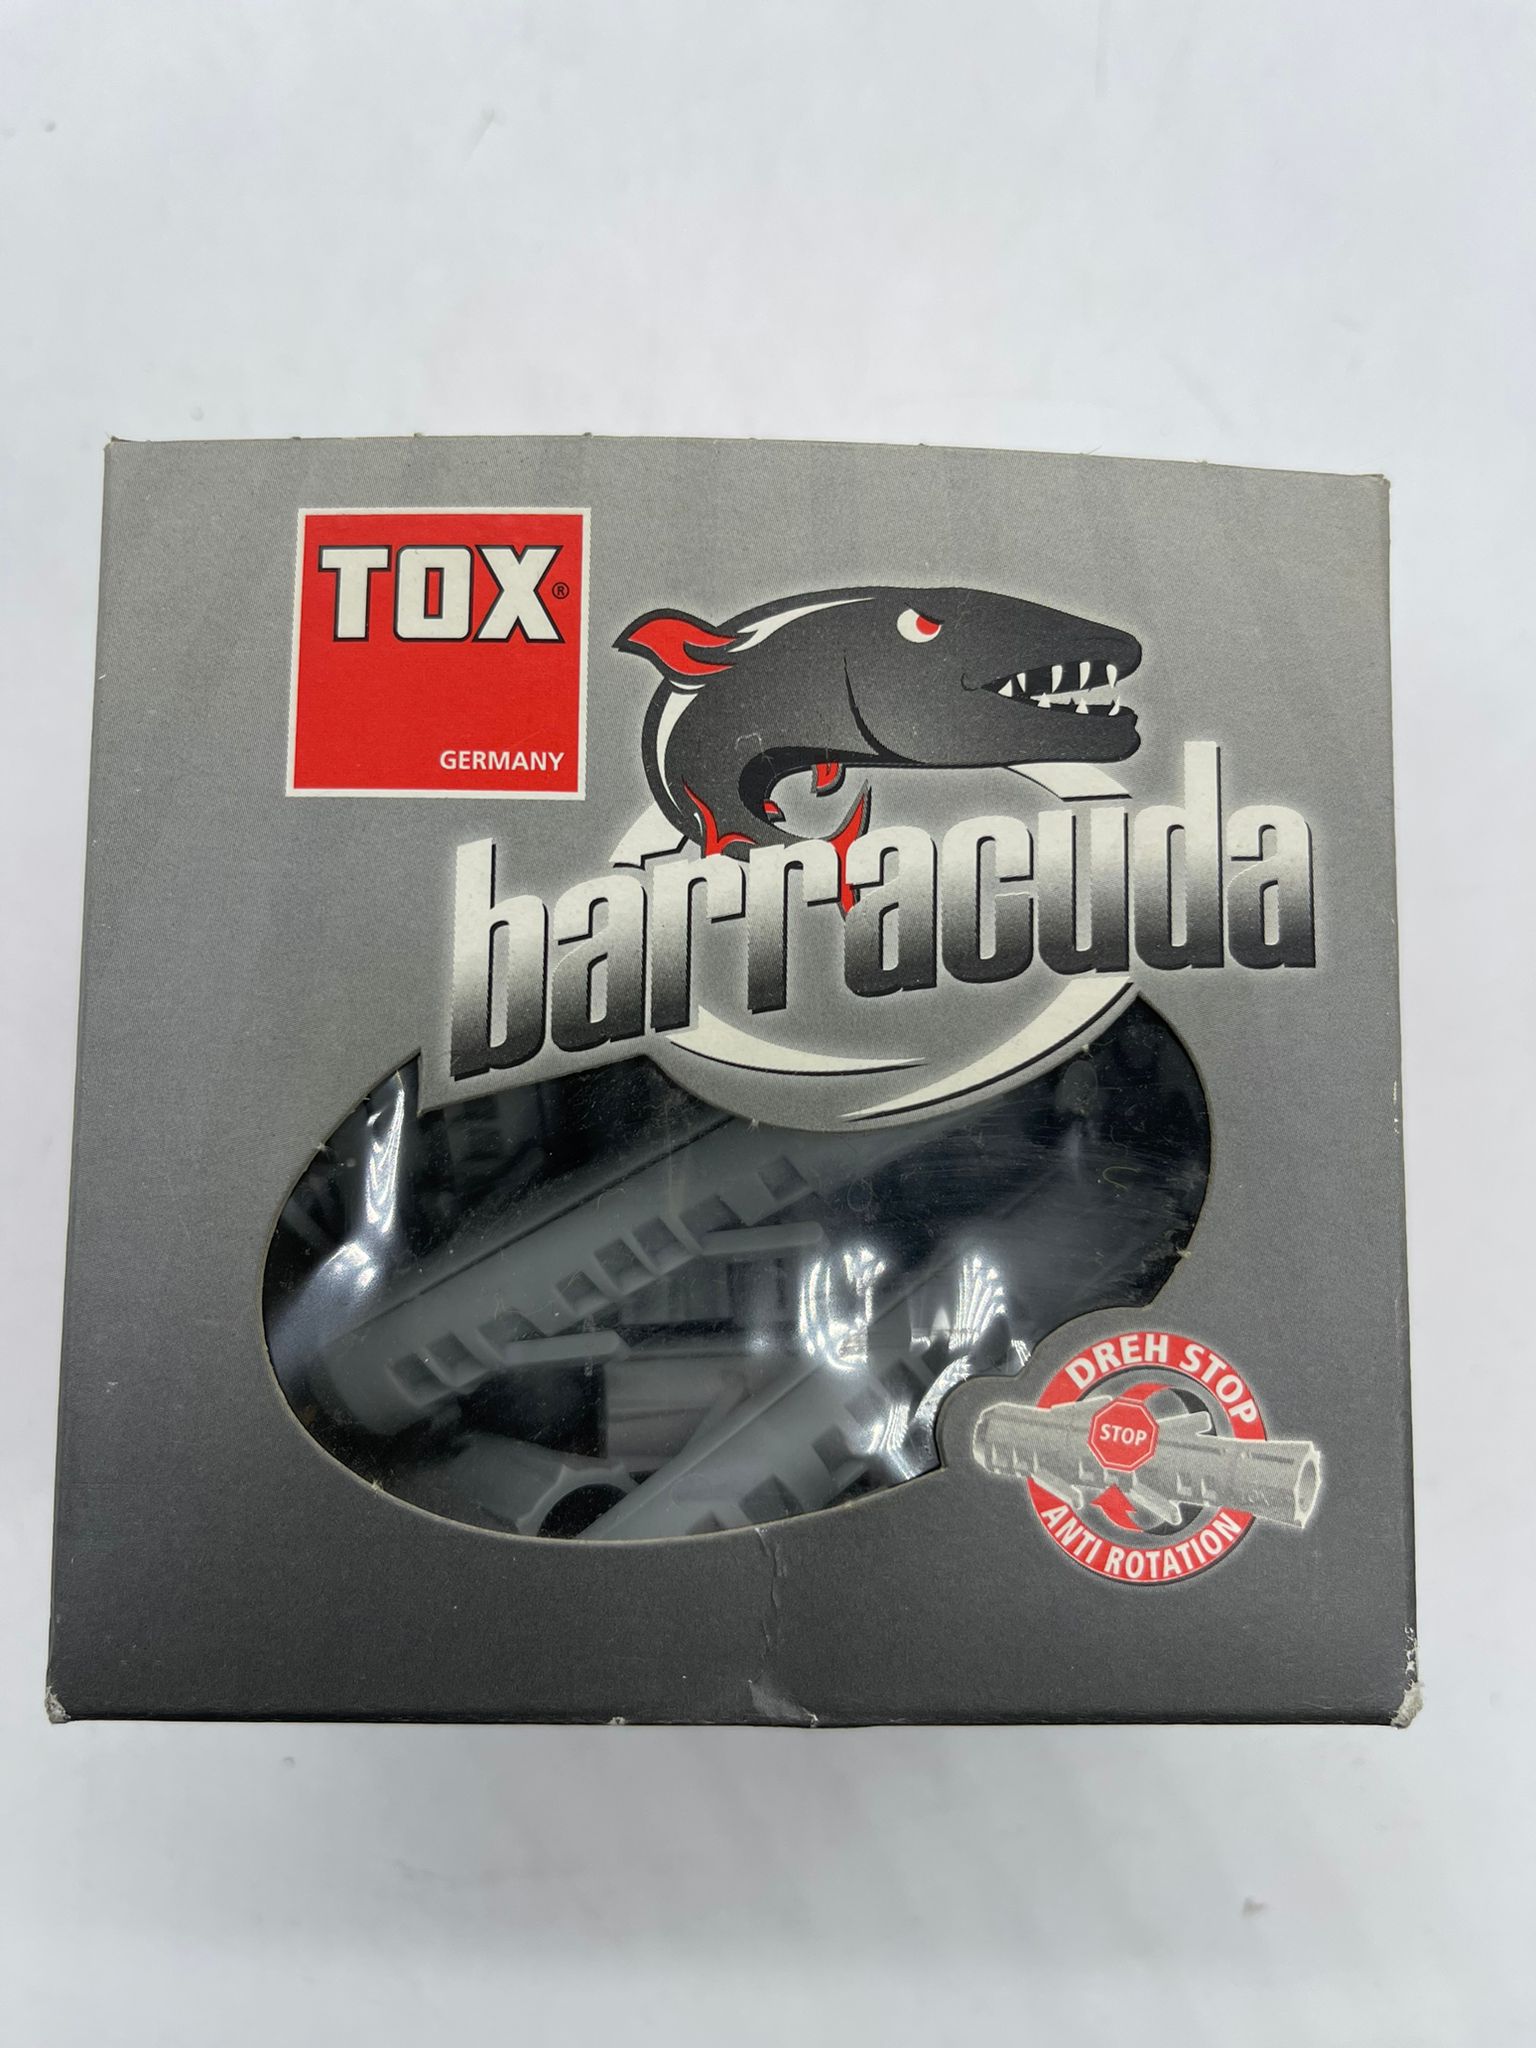 TOX®
GERMANY
barracuda
DREH STOP
STOP
ANTI ROTATION